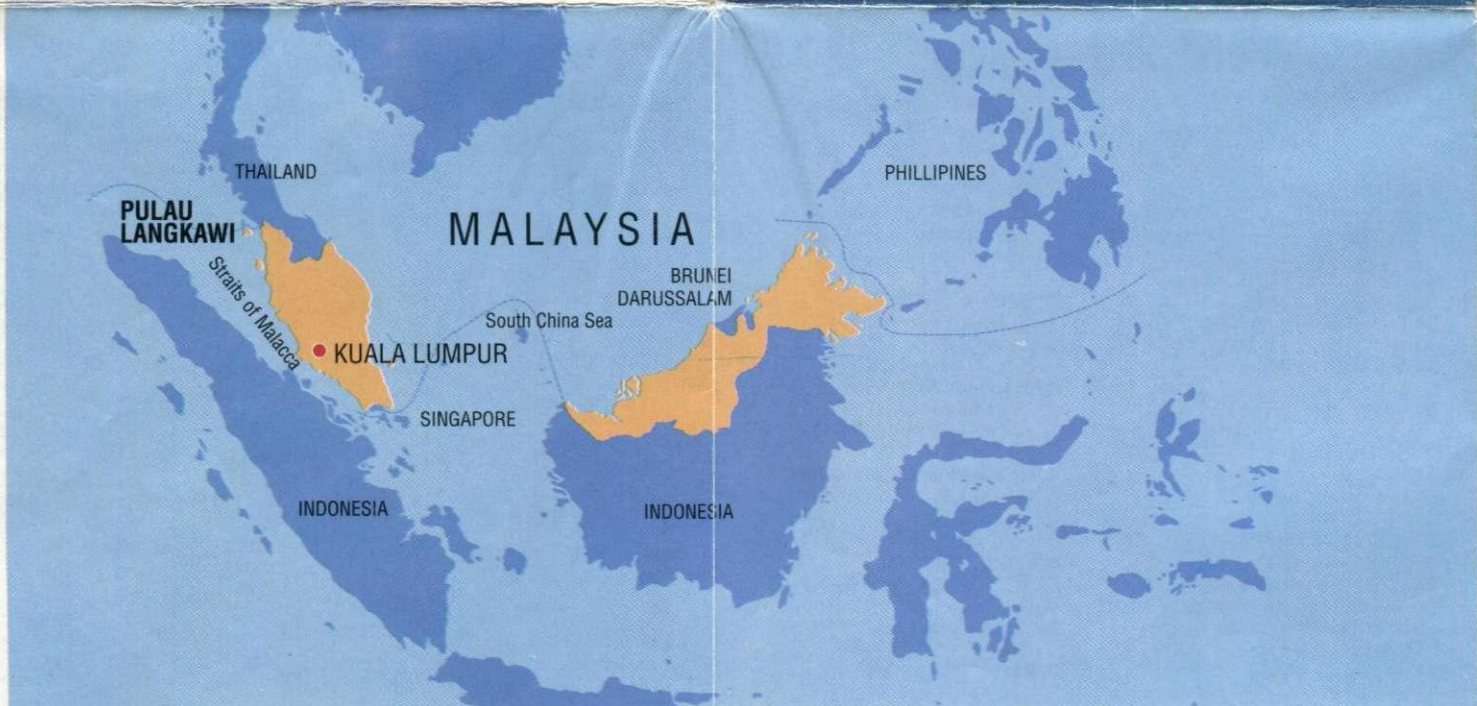 THAILAND
PHILLIPINES
PULAU
LANGKAWI
MALAYSIA
Straits of Malacca
BRUNEI
DARUSSALAM
South China Sea
KUALA LUMPUR
SINGAPORE
INDONESIA
INDONESIA